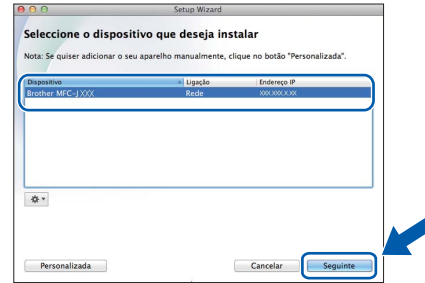 Setup Wizard
Seleccione o dispositivo que deseja instalar
Nota: Se quiser adicionar o seu aparelho manualmente, clique no botão "Personalizada".
Dispositivo Ligação Endereço IP
Brother MFC-JXXX Rede XXX.XXX.X.XX
Personalizada Cancelar Seguinte